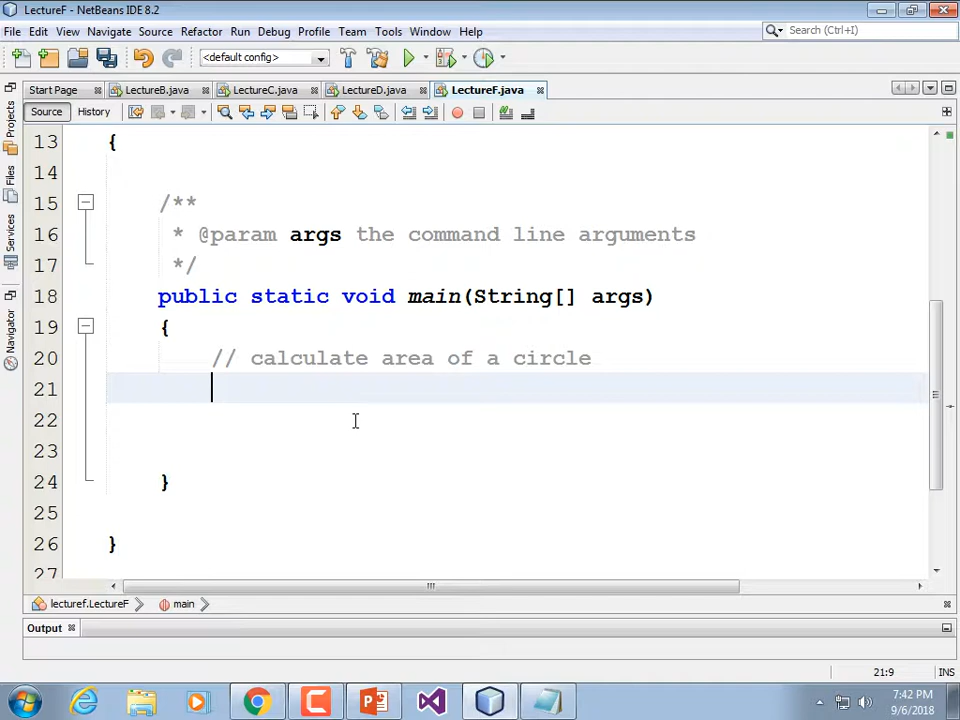 LectureF - NetBeans IDE 8.2
File Edit View Navigate Source Refactor Run Debug Profile Team Tools Window Help
Search (Ctrl+I)
<default config>
Start Page LectureB.java LectureC.java LectureD.java LectureF.java
Source History
Projects
Files
Services
Navigator
13 {
14
15 /**
16 * @param args the command line arguments
17 */
18 public static void main(String[] args)
19 {
20 // calculate area of a circle
21
22
23
24 }
25
26 }
27
lecturef.LectureF main
Output
21:9 INS
7:42 PM
9/6/2018